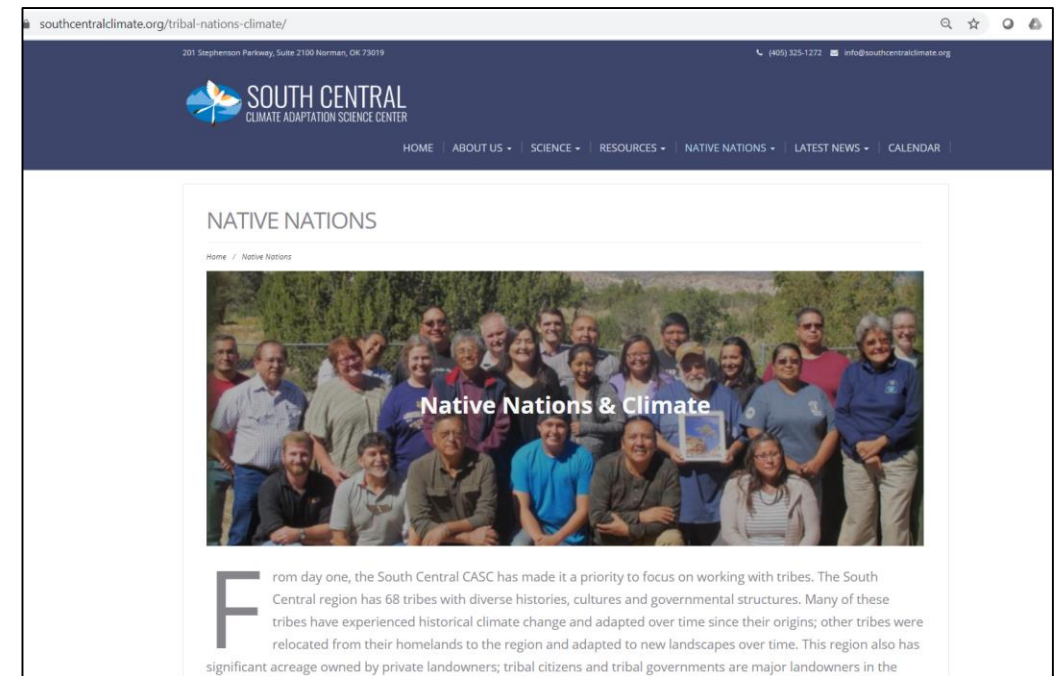 southcentralclimate.org/tribal-nations-climate/
201 Stephenson Parkway, Suite 2100 Norman, OK 73019
(405) 325-1272 info@southcentralclimate.org
SOUTH CENTRAL
CLIMATE ADAPTATION SCIENCE CENTER
HOME ABOUT US SCIENCE RESOURCES NATIVE NATIONS LATEST NEWS CALENDAR
NATIVE NATIONS
Home / Native Nations
Native Nations & Climate
From day one, the South Central CASC has made it a priority to focus on working with tribes. The South
Central region has 68 tribes with diverse histories, cultures and governmental structures. Many of these
tribes have experienced historical climate change and adapted over time since their origins; other tribes were
relocated from their homelands to the region and adapted to new landscapes over time. This region also has
significant acreage owned by private landowners; tribal citizens and tribal governments are major landowners in the